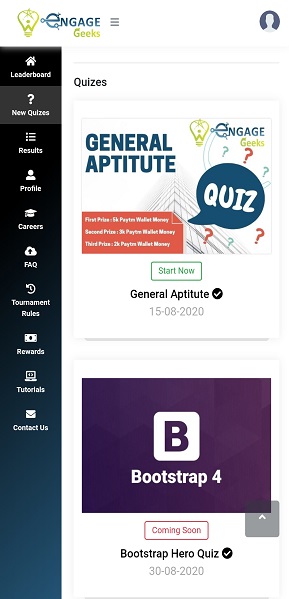 ENGAGE
Geeks
Leaderboard
New Quizes
Results
Profile
Careers
FAQ
Tournament
Rules
Rewards
Tutorials
Contact Us
Quizes
ENGAGE
Geeks
GENERAL
APTITUTE
QUIZ
First Prize : 5k Paytm Wallet Money
Second Prize : 3k Paytm Wallet Money
Third Prize : 2k Paytm Wallet Money
Start Now
General Aptitute
15-08-2020
B
Bootstrap 4
Coming Soon
Bootstrap Hero Quiz
30-08-2020